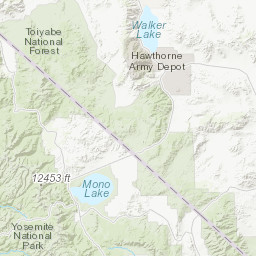 Walker
Lake
Toiyabe
National
Forest
Hawthorne
Army Depot
12453 ft
Mono
Lake
Yosemite
National
Park